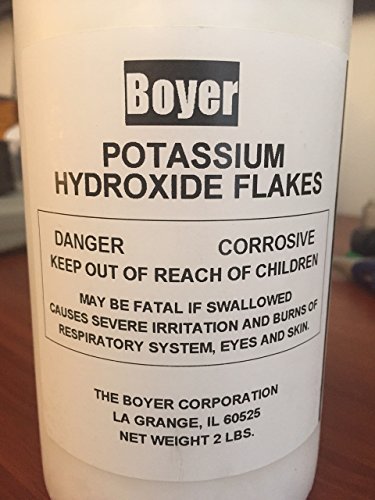 Boyer
POTASSIUM
HYDROXIDE FLAKES
DANGER CORROSIVE
KEEP OUT OF REACH OF CHILDREN
MAY BE FATAL IF SWALLOWED
CAUSES SEVERE IRRITATION AND BURNS OF
RESPIRATORY SYSTEM, EYES AND SKIN.
THE BOYER CORPORATION
LA GRANGE, IL 60525
NET WEIGHT 2 LBS.